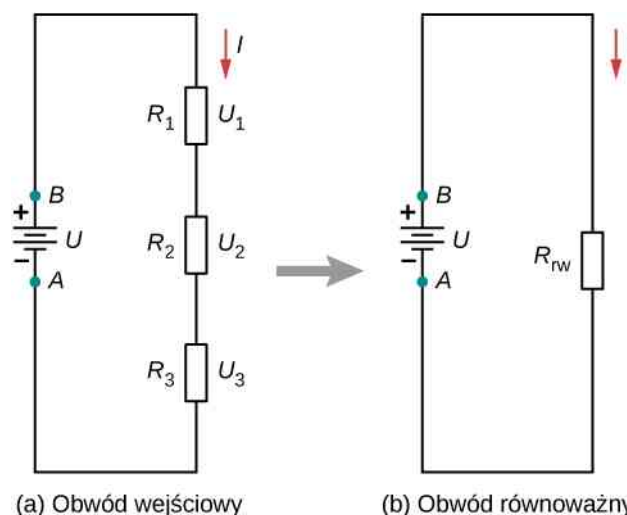 I
R1 U1
B
+
U
−
A
R2 U2
R3 U3
(a) Obwód wejściowy
B
+
U
−
A
Rrw
(b) Obwód równoważny